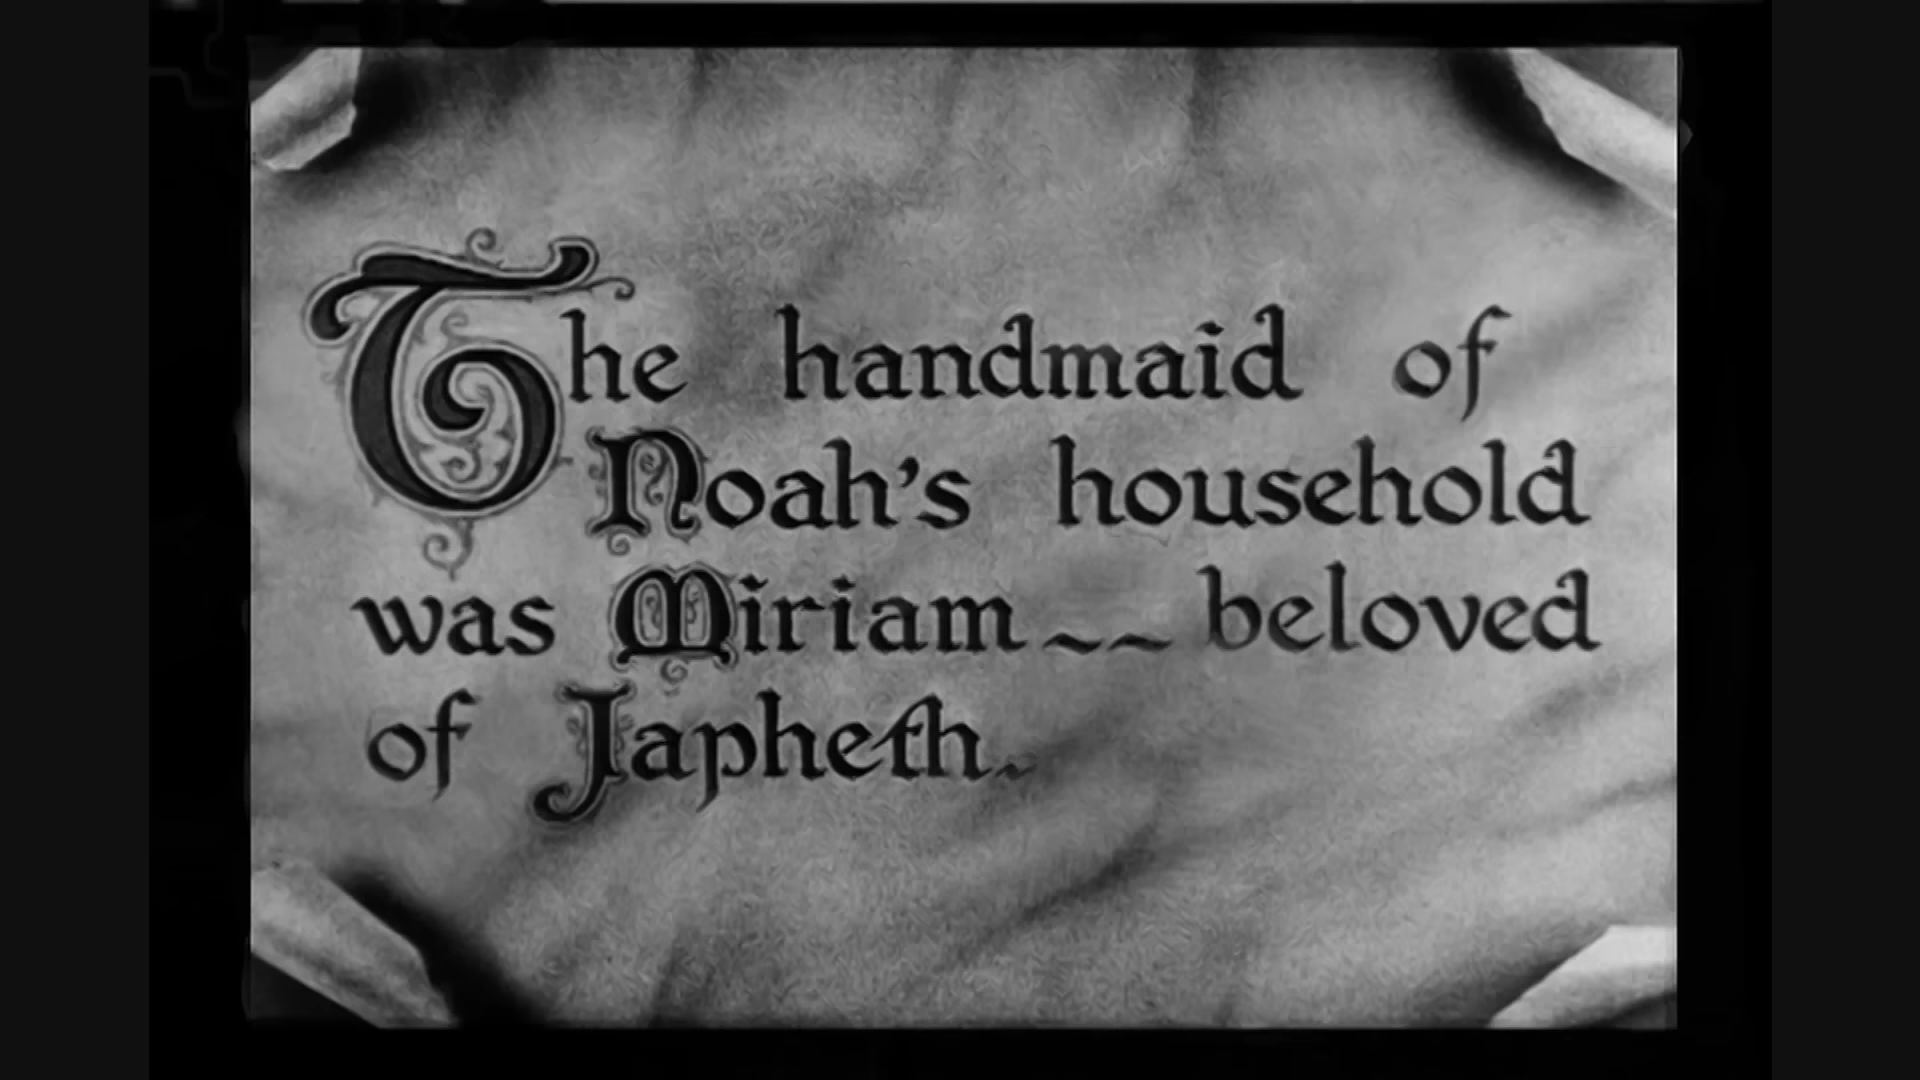 The handmaid of
Noah's household
was Miriam ~~ beloved
of Japheth.